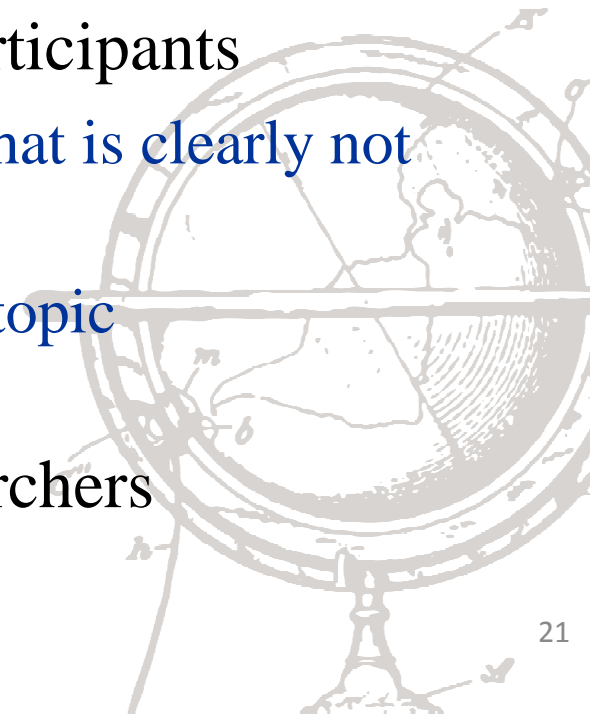 rticipants
hat is clearly not
topic
m
b
rchers
h
21